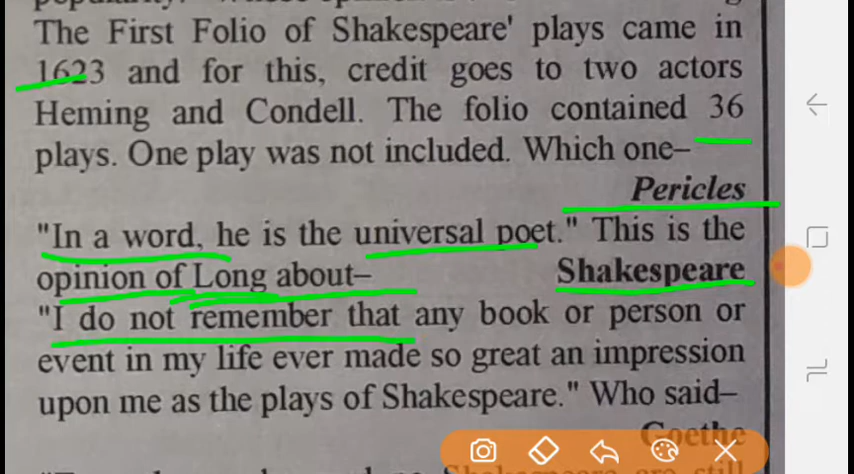 The First Folio of Shakespeare' plays came in
1623 and for this, credit goes to two actors
Heming and Condell. The folio contained 36
plays. One play was not included. Which one–
Pericles
"In a word, he is the universal poet." This is the
opinion of Long about–
Shakespeare
"I do not remember that any book or person or
event in my life ever made so great an impression
upon me as the plays of Shakespeare." Who said–
Goethe